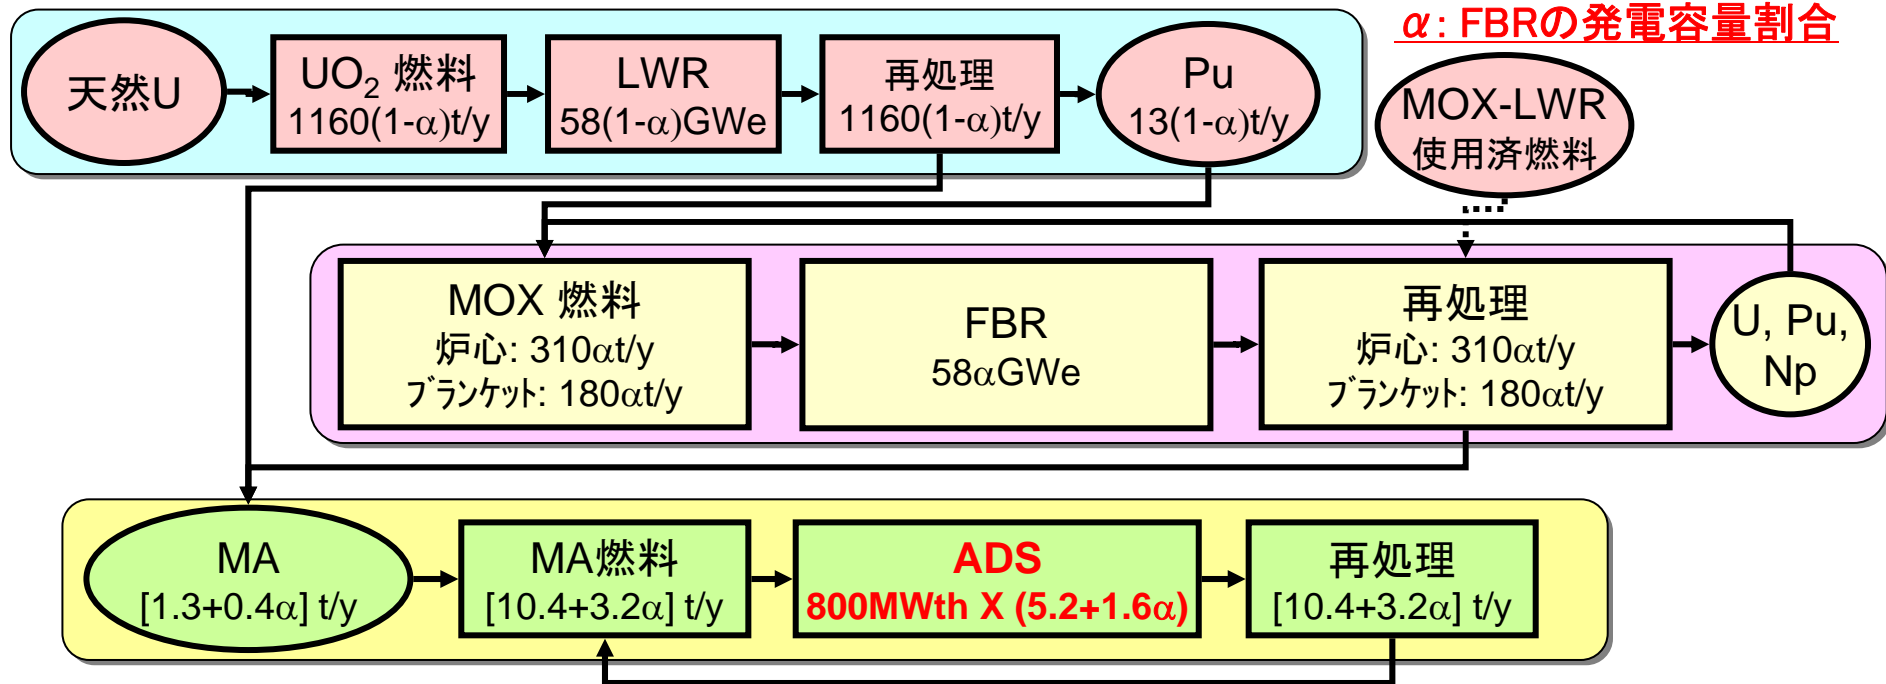 α: FBRの発電容量割合
天然U
UO₂ 燃料
1160(1-α)t/y
LWR
58(1-α)GWe
再処理
1160(1-α)t/y
Pu
13(1-α)t/y
MOX-LWR
使用済燃料
MOX 燃料
炉心: 310αt/y
ブランケット: 180αt/y
FBR
58αGWe
再処理
炉心: 310αt/y
ブランケット: 180αt/y
U, Pu,
Np
MA
[1.3+0.4α] t/y
MA燃料
[10.4+3.2α] t/y
ADS
800MWth X (5.2+1.6α)
再処理
[10.4+3.2α] t/y